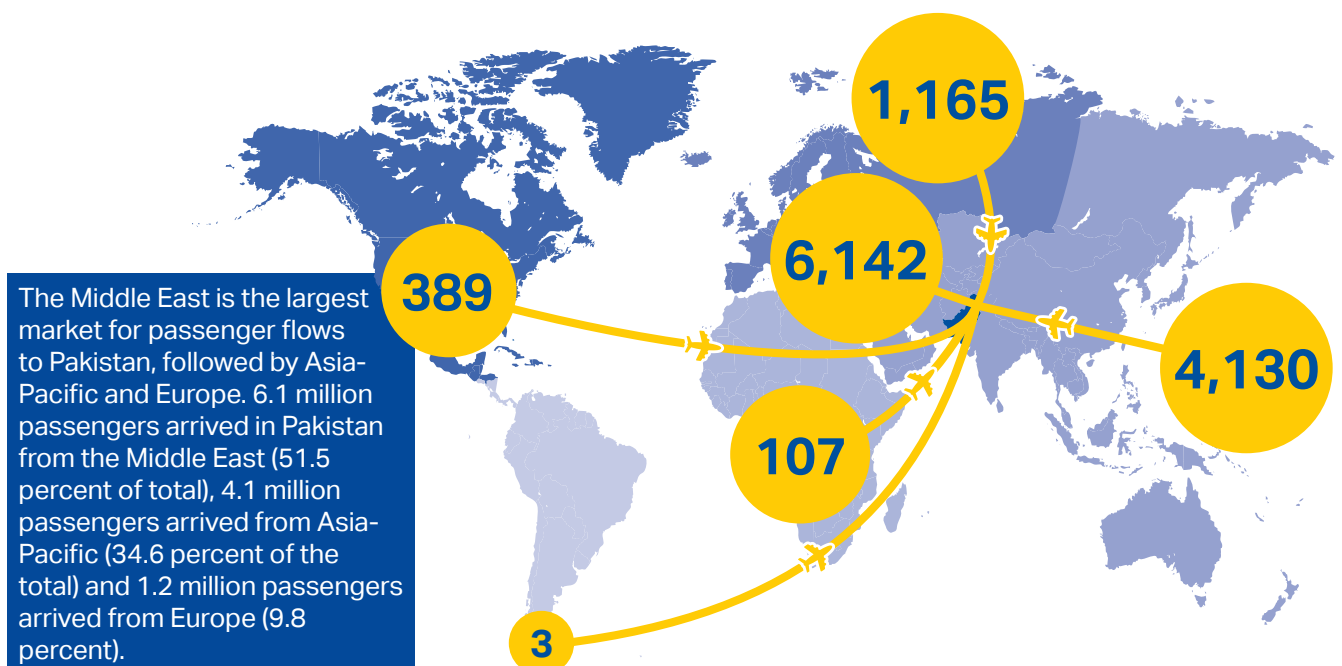 1,165
6,142
389
4,130
107
3
The Middle East is the largest
market for passenger flows
to Pakistan, followed by Asia-
Pacific and Europe. 6.1 million
passengers arrived in Pakistan
from the Middle East (51.5
percent of total), 4.1 million
passengers arrived from Asia-
Pacific (34.6 percent of the
total) and 1.2 million passengers
arrived from Europe (9.8
percent).